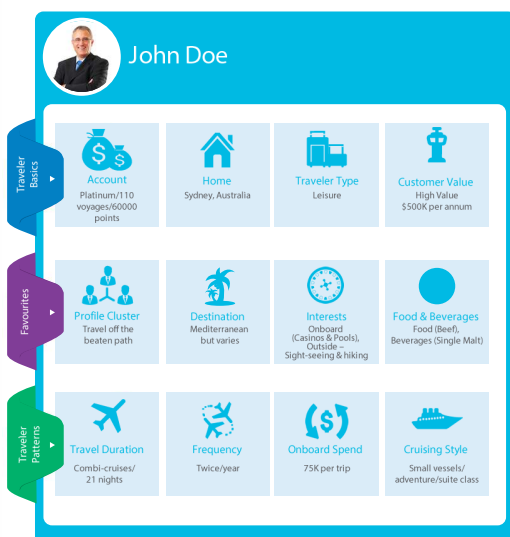 John Doe
Traveler
Basics
Account
Platinum/110
voyages/60000
points
Home
Sydney, Australia
Traveler Type
Leisure
Customer Value
High Value
$500K per annum
Favourites
Profile Cluster
Travel off the
beaten path
Destination
Mediterranean
but varies
Interests
Onboard
(Casinos & Pools),
Outside –
Sight-seeing & hiking
Food & Beverages
Food (Beef),
Beverages (Single Malt)
Traveler
Patterns
Travel Duration
Combi-cruises/
21 nights
Frequency
Twice/year
Onboard Spend
75K per trip
Cruising Style
Small vessels/
adventure/suite class